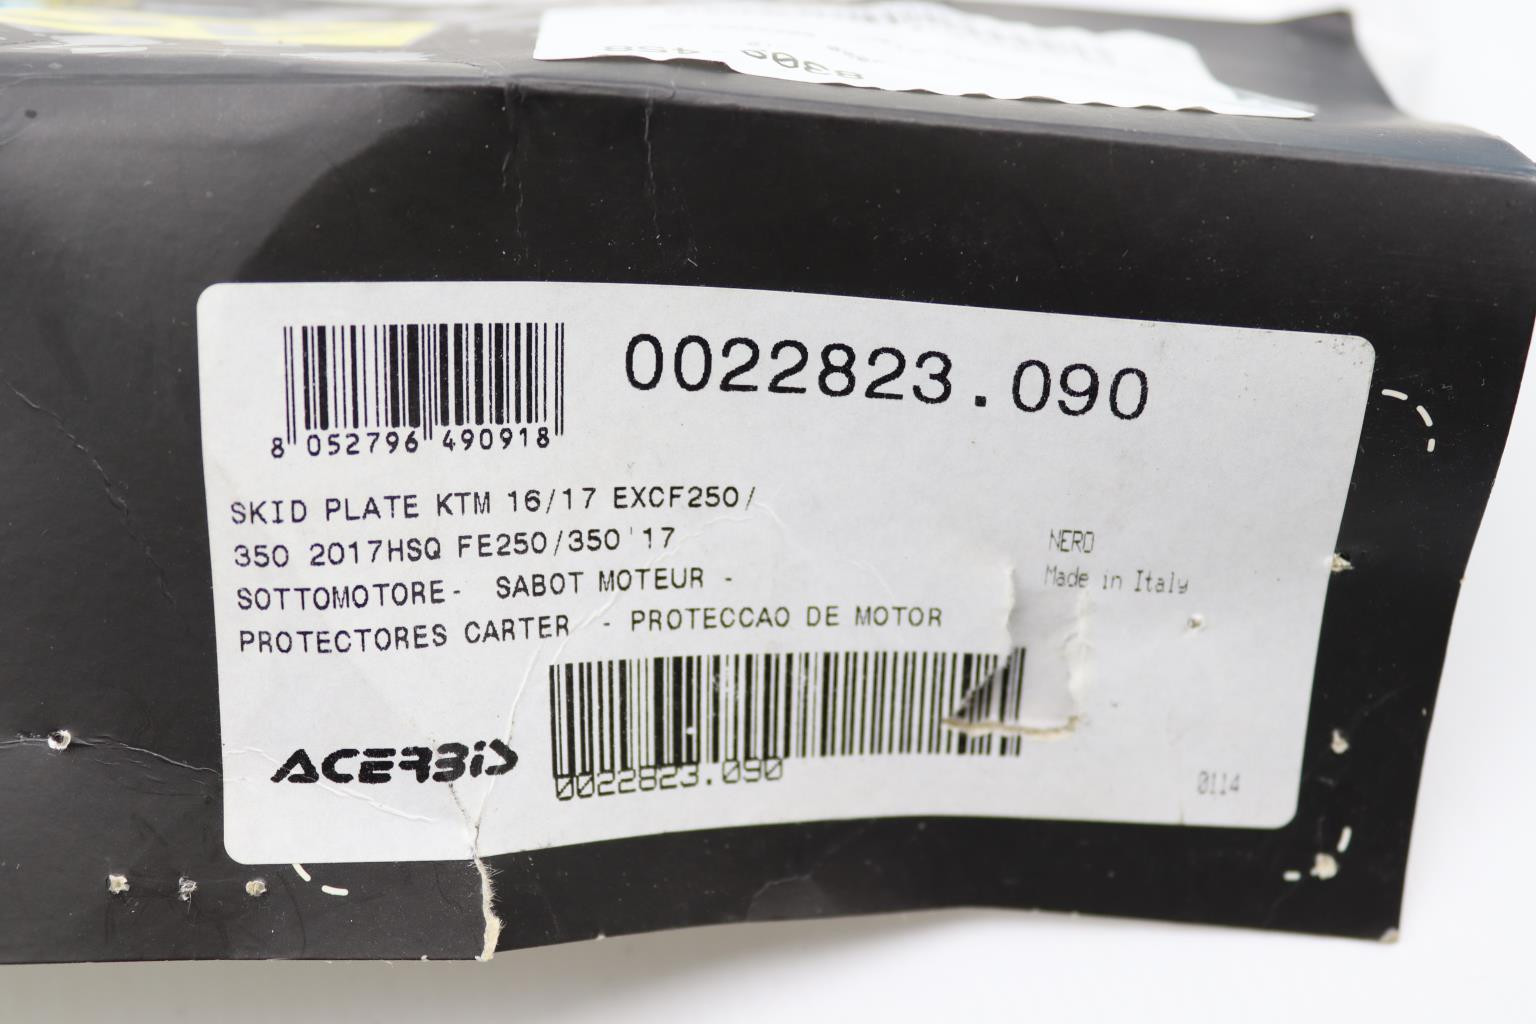 0022823.090
8 052796 490918
SKID PLATE KTM 16/17 EXCF250/
350 2017HSQ FE250/350'17
SOTTOMOTORE- SABOT MOTEUR -
PROTECTORES CARTER - PROTECCAO DE MOTOR
NERO
Made in Italy
ACERBIS
0022823.090
0114